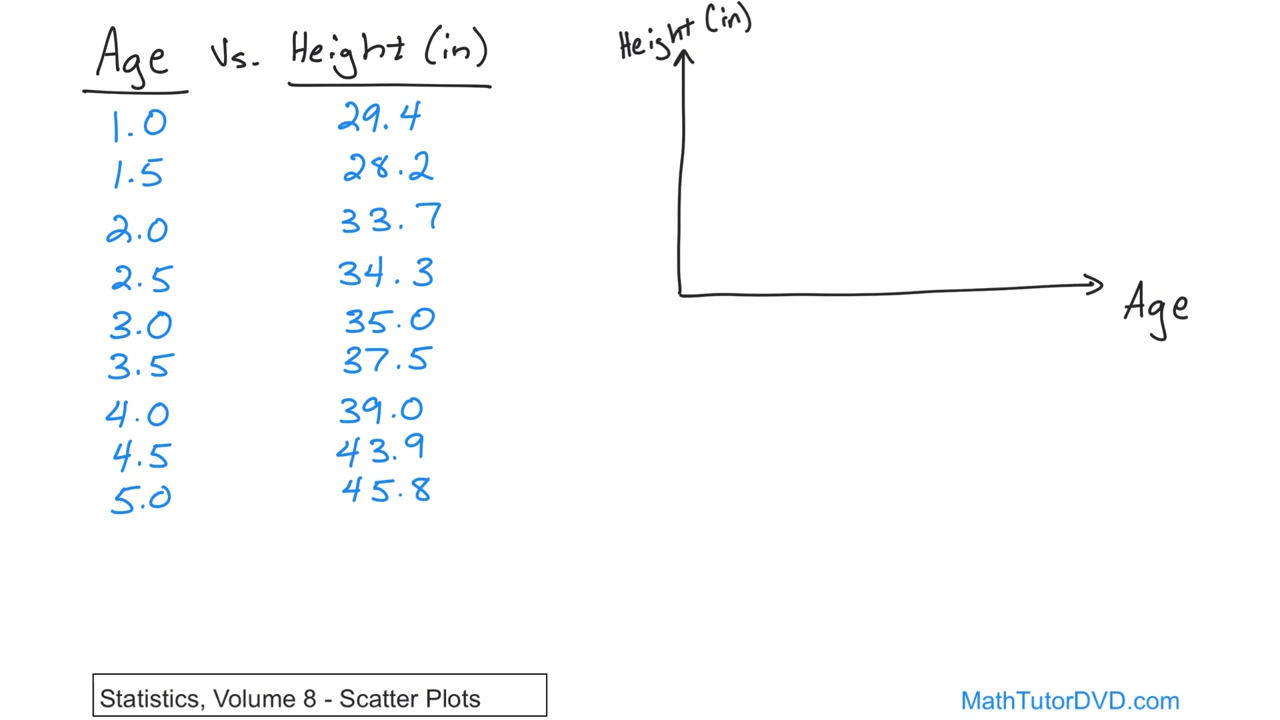 Age Vs. Height (in)
1.0 29.4
1.5 28.2
2.0 33.7
2.5 34.3
3.0 35.0
3.5 37.5
4.0 39.0
4.5 43.9
5.0 45.8
Height (in)
Age
Statistics, Volume 8 - Scatter Plots
MathTutorDVD.com